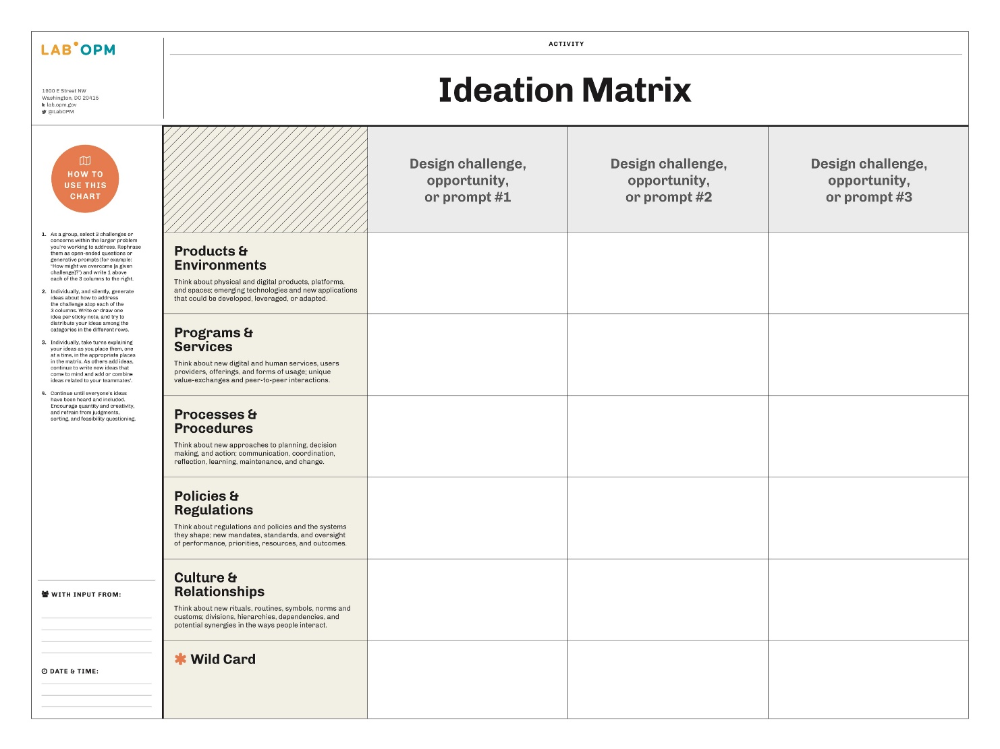 LAB OPM
1900 E Street NW
Washington, DC 20415
lab.opm.gov
@LabOPM
ACTIVITY
Ideation Matrix
HOW TO
USE THIS
CHART
1. As a group, select 3 challenges or
concerns within the larger problem
you're working to address. Rephrase
them as open-ended questions or
generative prompts (for example:
"How might we overcome [a given
challenge]?") and write 1 above
each of the 3 columns to the right.
2. Individually, and silently, generate
ideas about how to address
the challenge atop each of the
3 columns. Write or draw one
idea per sticky note, and try to
distribute your ideas among the
categories in the different rows.
3. Individually, take turns explaining
your ideas as you place them, one
at a time, in the appropriate places
in the matrix. As others add ideas,
continue to write new ideas that
come to mind and add or combine
ideas related to your teammates'.
4. Continue until everyone's ideas
have been heard and included.
Encourage quantity and creativity,
and refrain from judgments,
sorting, and feasibility questioning.
WITH INPUT FROM:
DATE & TIME:
Design challenge,
opportunity,
or prompt #1
Design challenge,
opportunity,
or prompt #2
Design challenge,
opportunity,
or prompt #3
Products &
Environments
Think about physical and digital products, platforms,
and spaces; emerging technologies and new applications
that could be developed, leveraged, or adapted.
Programs &
Services
Think about new digital and human services, users
providers, offerings, and forms of usage; unique
value-exchanges and peer-to-peer interactions.
Processes &
Procedures
Think about new approaches to planning, decision
making, and action; communication, coordination,
reflection, learning, maintenance, and change.
Policies &
Regulations
Think about regulations and policies and the systems
they shape; new mandates, standards, and oversight
of performance, priorities, resources, and outcomes.
Culture &
Relationships
Think about new rituals, routines, symbols, norms and
customs; divisions, hierarchies, dependencies, and
potential synergies in the ways people interact.
Wild Card